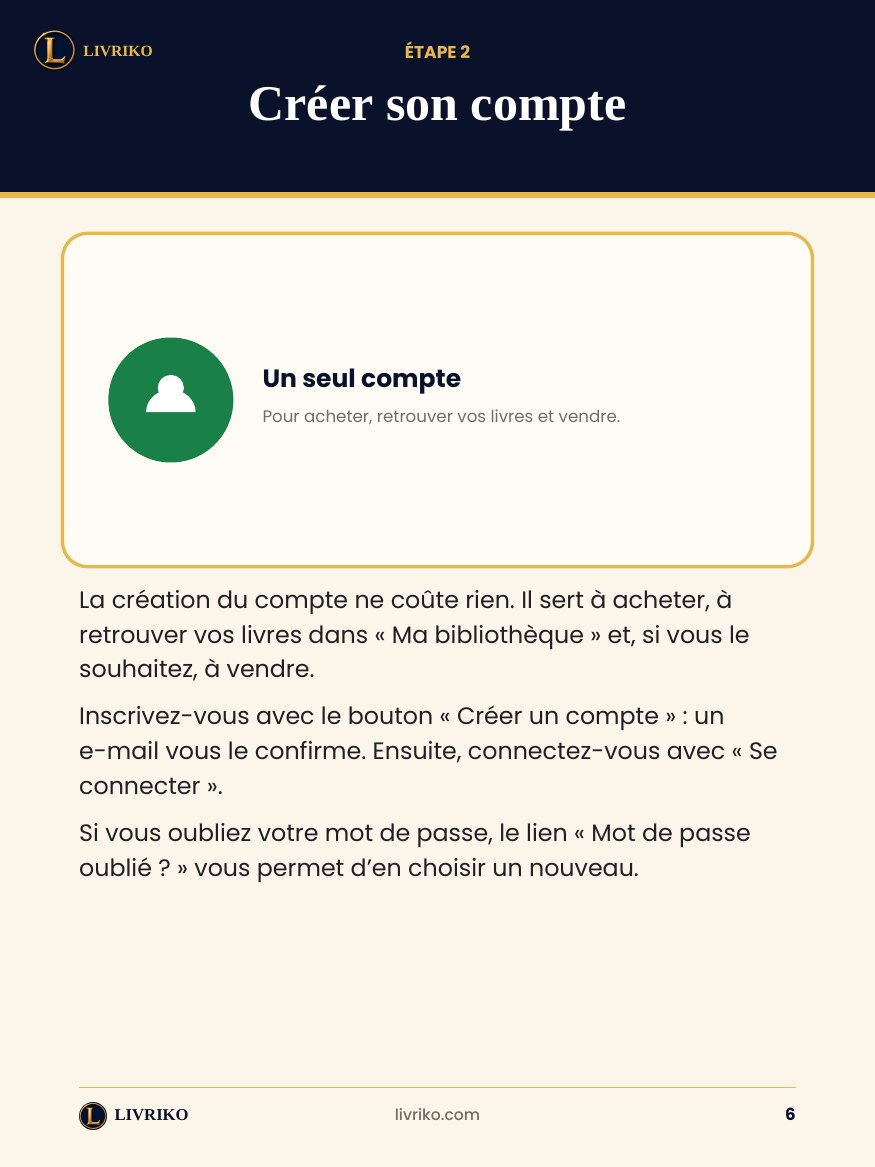 LIVRIKO
ÉTAPE 2
Créer son compte
Un seul compte
Pour acheter, retrouver vos livres et vendre.
La création du compte ne coûte rien. Il sert à acheter, à
retrouver vos livres dans « Ma bibliothèque » et, si vous le
souhaitez, à vendre.
Inscrivez-vous avec le bouton « Créer un compte » : un
e-mail vous le confirme. Ensuite, connectez-vous avec « Se
connecter ».
Si vous oubliez votre mot de passe, le lien « Mot de passe
oublié ? » vous permet d’en choisir un nouveau.
LIVRIKO
livriko.com
6